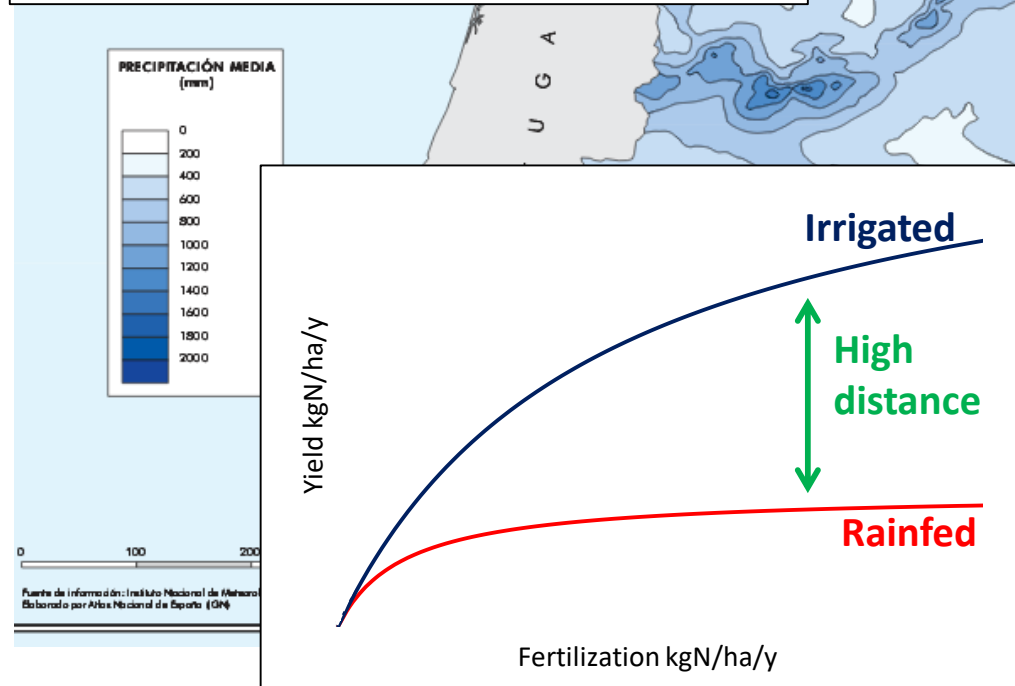 PRECIPITACIÓN MEDIA
(mm)
0
200
400
600
800
1000
1200
1400
1600
1800
2000
U G A
Irrigated
High
distance
Rainfed
Yield kgN/ha/y
Fertilization kgN/ha/y
0 100 200
Fuente de información: Instituto Nacional de Meteorol
Elaborado por Atlas Nacional de España (IGN)